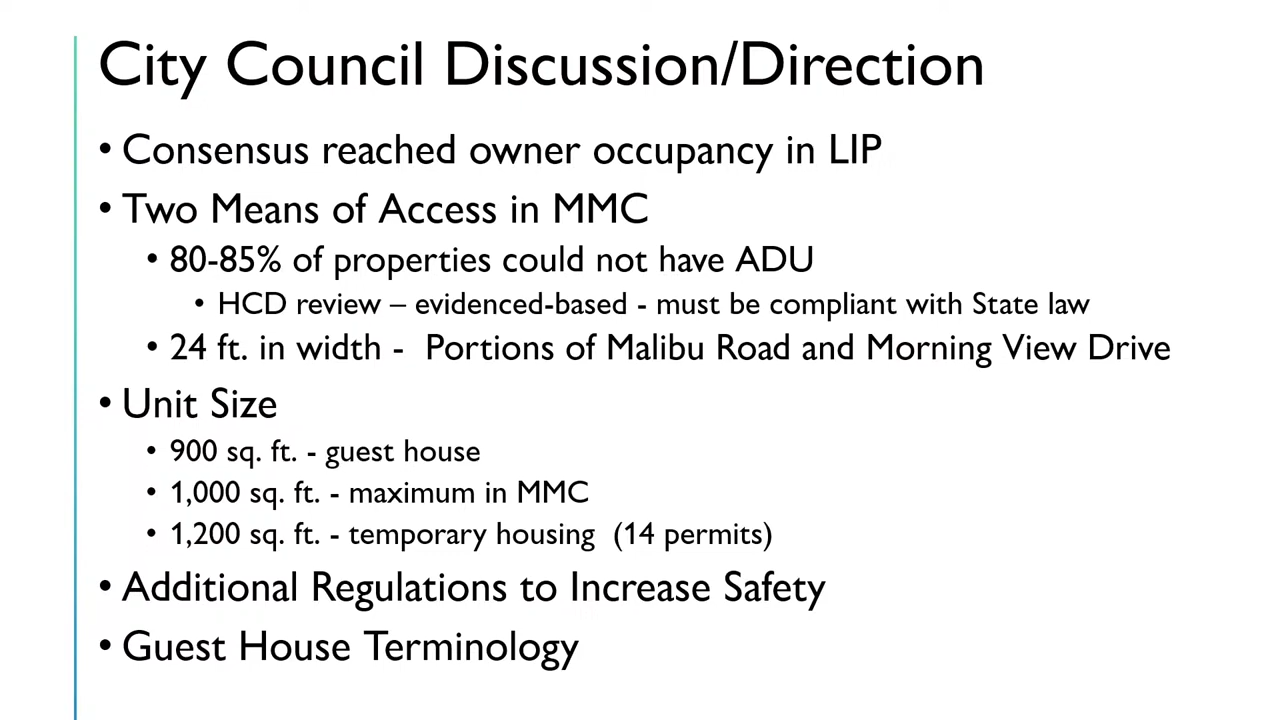 City Council Discussion/Direction
• Consensus reached owner occupancy in LIP
• Two Means of Access in MMC
• 80-85% of properties could not have ADU
• HCD review – evidenced-based - must be compliant with State law
• 24 ft. in width - Portions of Malibu Road and Morning View Drive
• Unit Size
• 900 sq. ft. - guest house
• 1,000 sq. ft. - maximum in MMC
• 1,200 sq. ft. - temporary housing (14 permits)
• Additional Regulations to Increase Safety
• Guest House Terminology